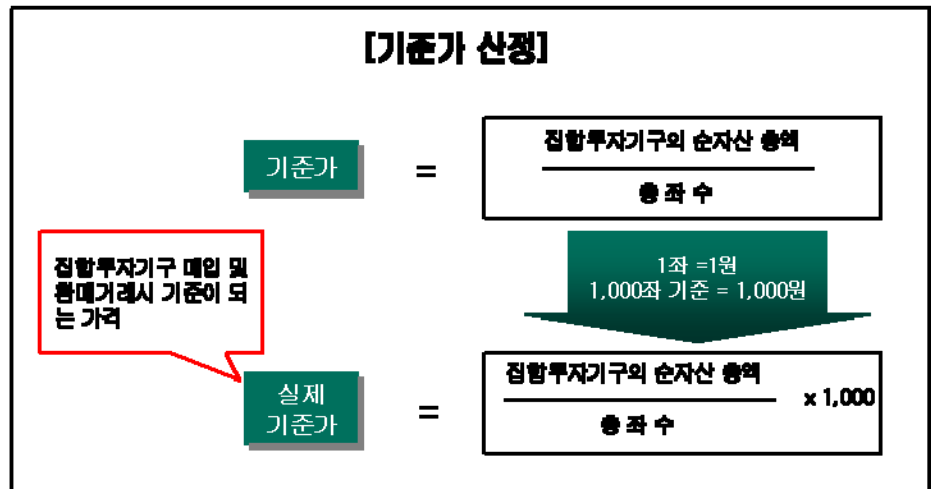 [기준가 산정]
기준가
=
집합투자기구의 순자산 총액
총 좌 수
1좌 =1원
1,000좌 기준 = 1,000원
집합투자기구 매입 및
환매거래시 기준이 되
는 가격
실제
기준가
=
집합투자기구의 순자산 총액
총 좌 수
x 1,000